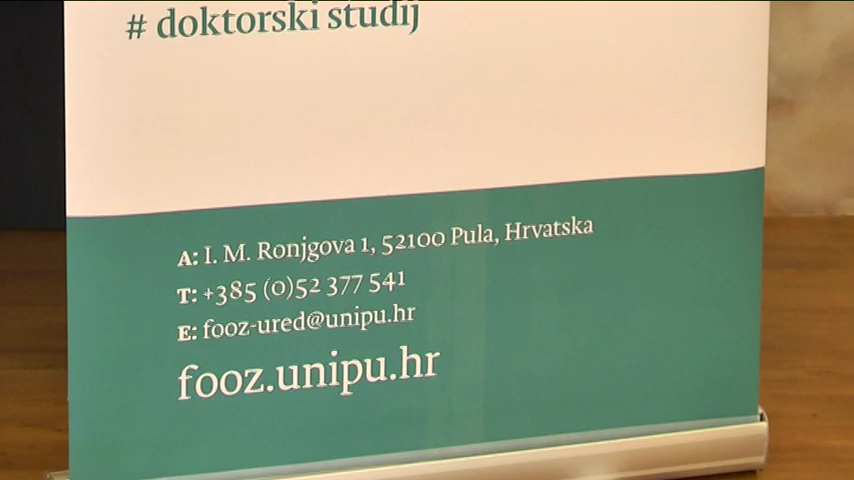 # doktorski studij
A: I. M. Ronjgova 1, 52100 Pula, Hrvatska
T: +385 (0)52 377 541
E: fooz-ured@unipu.hr
fooz.unipu.hr